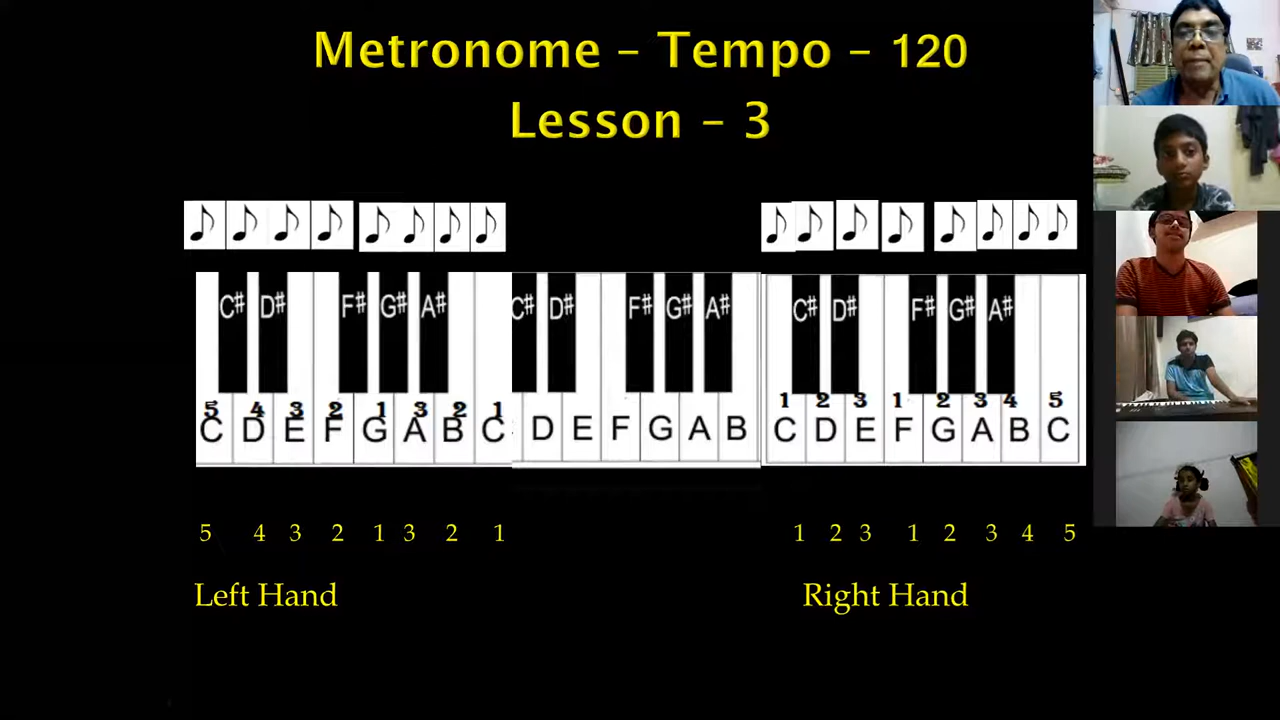 Metronome – Tempo – 120
Lesson – 3
C# D# F# G# A# C# D# F# G# A# C# D# F# G# A#
5 4 3 2 1 3 2 1 1 2 3 1 2 3 4 5
C D E F G A B C D E F G A B C D E F G A B C
5 4 3 2 1 3 2 1 1 2 3 1 2 3 4 5
Left Hand Right Hand